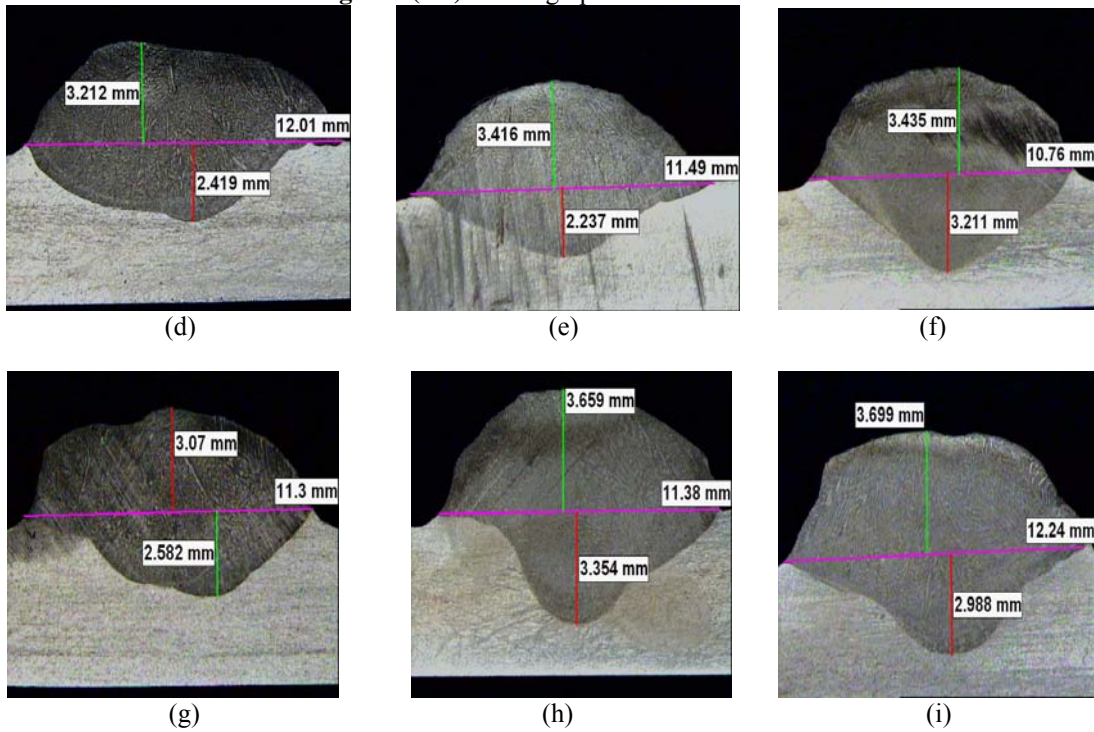 3.212 mm
12.01 mm
2.419 mm
3.416 mm
11.49 mm
2.237 mm
3.435 mm
10.76 mm
3.211 mm
(d) (e) (f)
3.07 mm
11.3 mm
2.582 mm
3.659 mm
11.38 mm
3.354 mm
3.699 mm
12.24 mm
2.988 mm
(g) (h) (i)